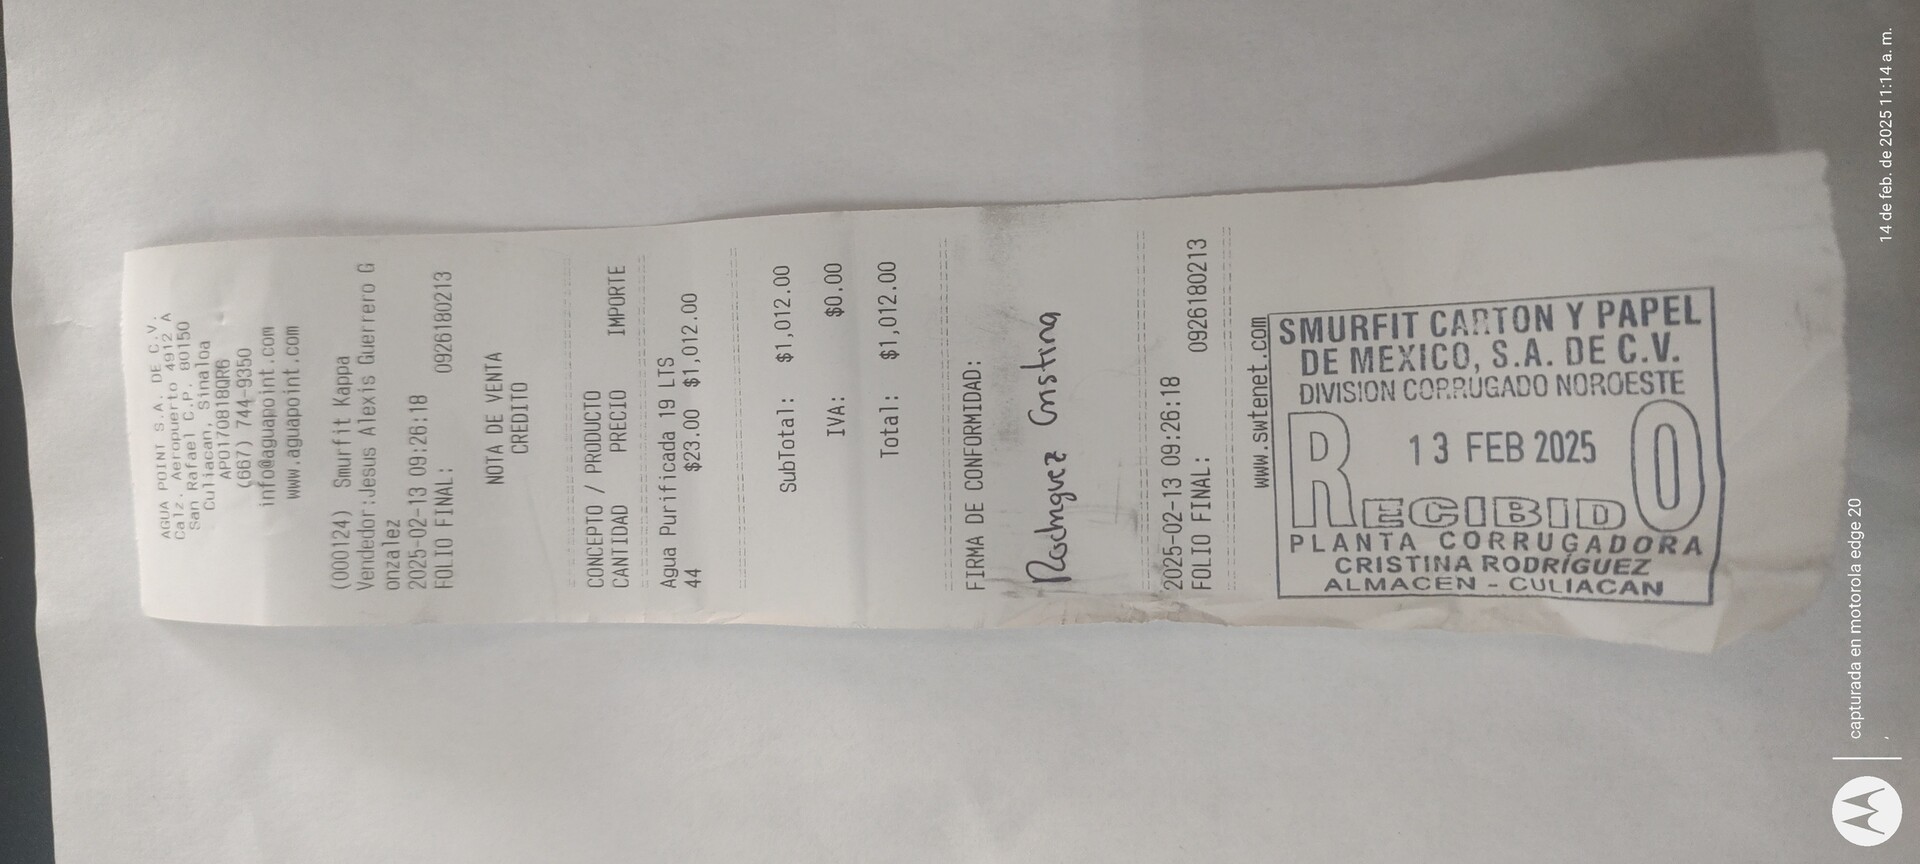 AGUA POINT S.A. DE C.V.
Calz. Aeropuerto 4912 A
San Rafael C.P. 80150
Culiacan, Sinaloa
APO170818QR6
(667) 744-9350
info@aguapoint.com
www.aguapoint.com
(000124) Smurfit Kappa
Vendedor:Jesus Alexis Guerrero G
onzalez
2025-02-13 09:26:18
FOLIO FINAL: 0926180213
NOTA DE VENTA
CREDITO
CONCEPTO / PRODUCTO
CANTIDAD PRECIO IMPORTE
Agua Purificada 19 LTS
44 $23.00 $1,012.00
SubTotal: $1,012.00
IVA: $0.00
Total: $1,012.00
FIRMA DE CONFORMIDAD:
Cristina
2025-02-13 09:26:18
FOLIO FINAL: 0926180213
www.swtenet.com
SMURFIT CARTON Y PAPEL
DE MEXICO, S.A. DE C.V.
DIVISION CORRUGADO NOROESTE
13 FEB 2025
RECIBIDO
PLANTA CORRUGADORA
CRISTINA RODRÍGUEZ
ALMACEN - CULIACAN
capturada en motorola edge 20
14 de feb. de 2025 11:14 a. m.